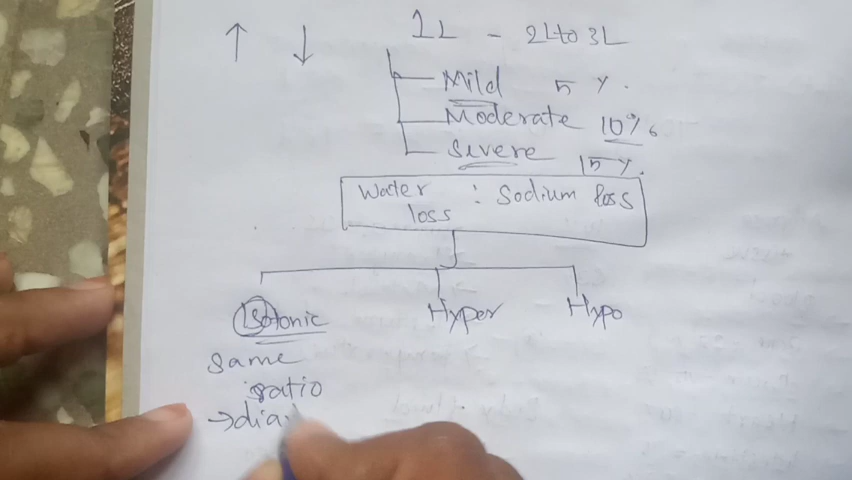 ↑ ↓ 1L - 2L to 3L
Mild 5 %.
Moderate 10%
Severe 15 %.
Water : Sodium loss
loss
Isotonic Hyper Hypo
Same
ratio
→dia